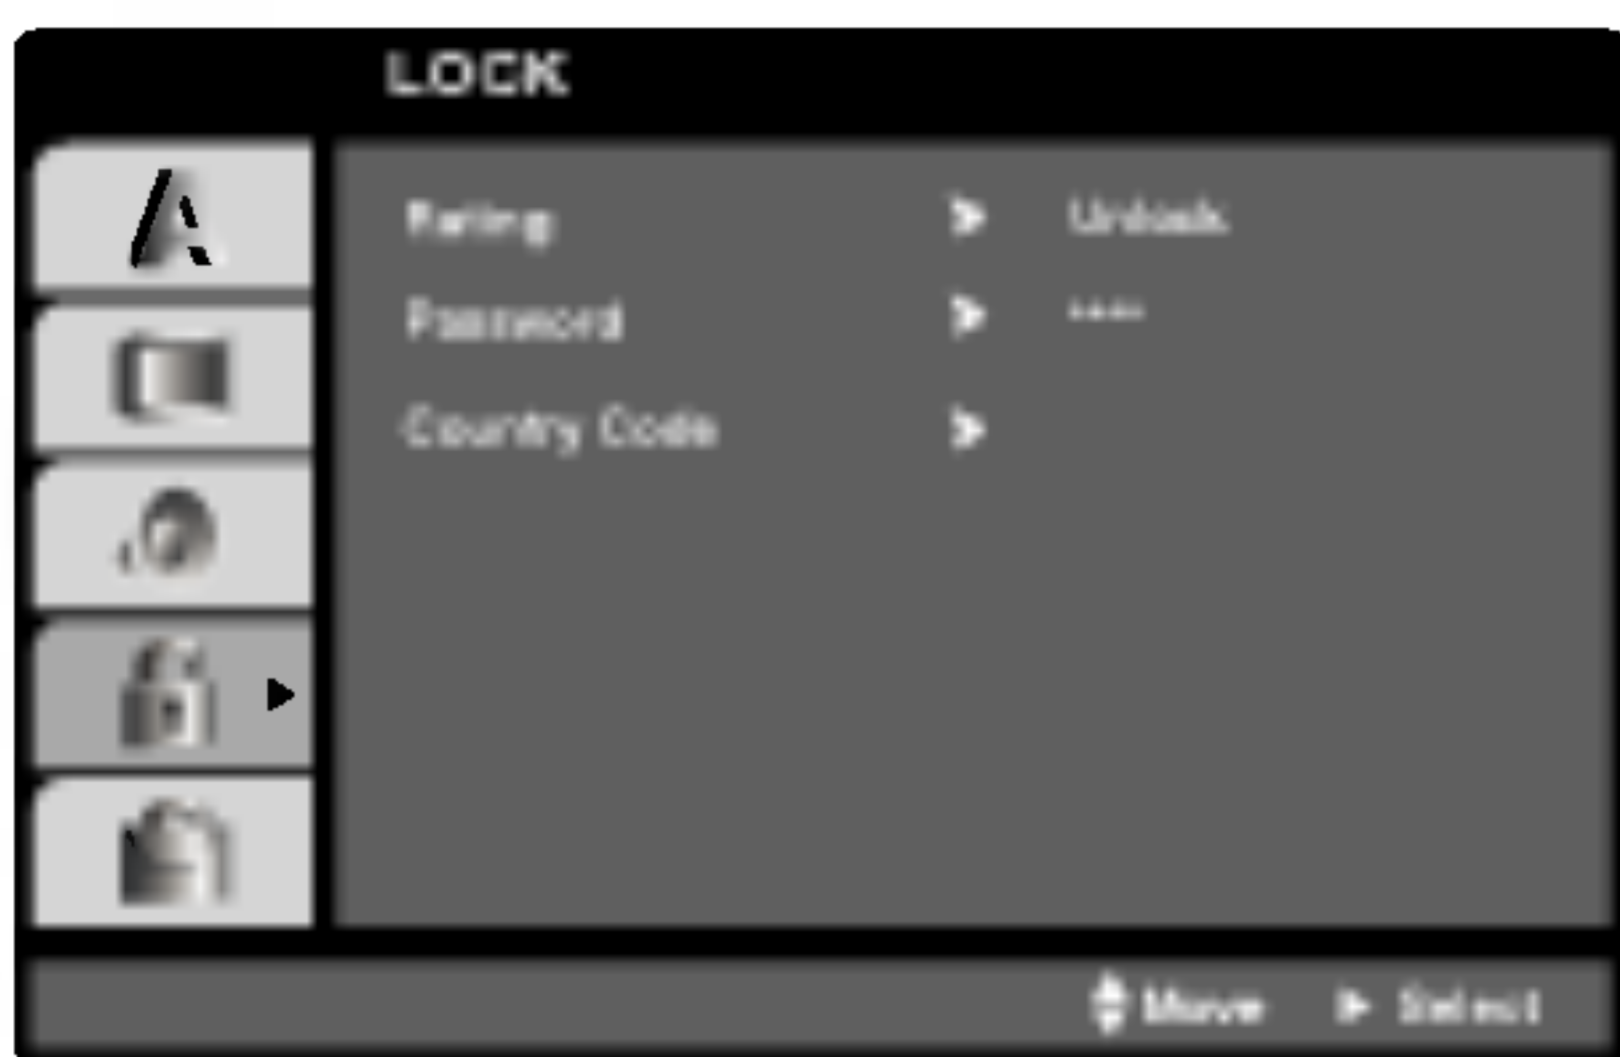 LOCK
Rating Unlock
Password ••••
Country Code
Move Select